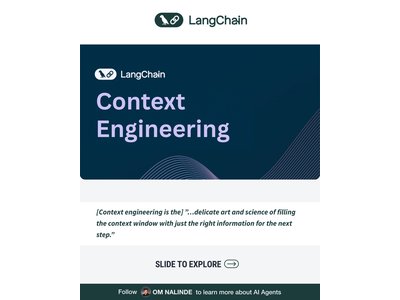 LangChain
LangChain
Context
Engineering
[Context engineering is the] "...delicate art and science of filling
the context window with just the right information for the next
step."
SLIDE TO EXPLORE
Follow OM NALINDE to learn more about AI Agents